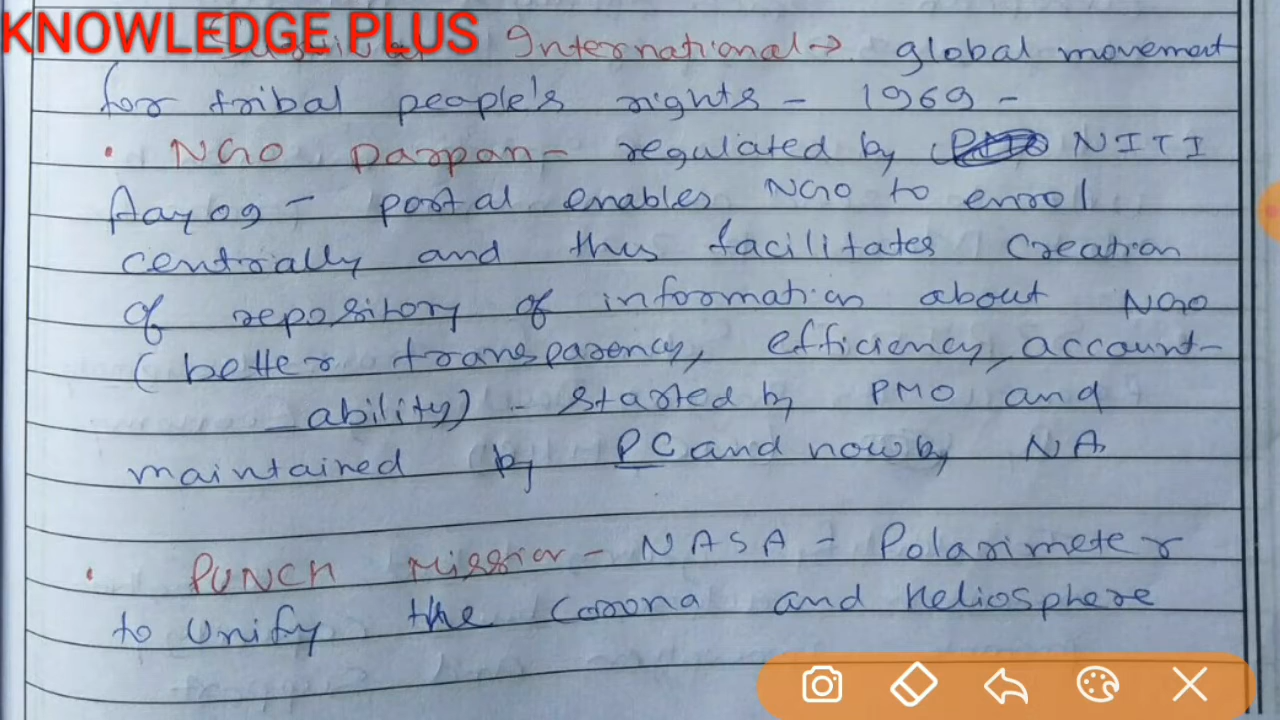 KNOWLEDGE PLUS
Survival International → global movement
for tribal people's rights - 1969 -
• NGO Darpan - regulated by NITI
Aayog - portal enables NGO to enrol
centrally and thus facilitates creation
of repository of information about NGO
(better transparency, efficiency, account-
_ability) - started by PMO and
maintained by PC and now by NA
• PUNCH Mission - NASA - Polarimeter
to Unify the Corona and Heliosphere